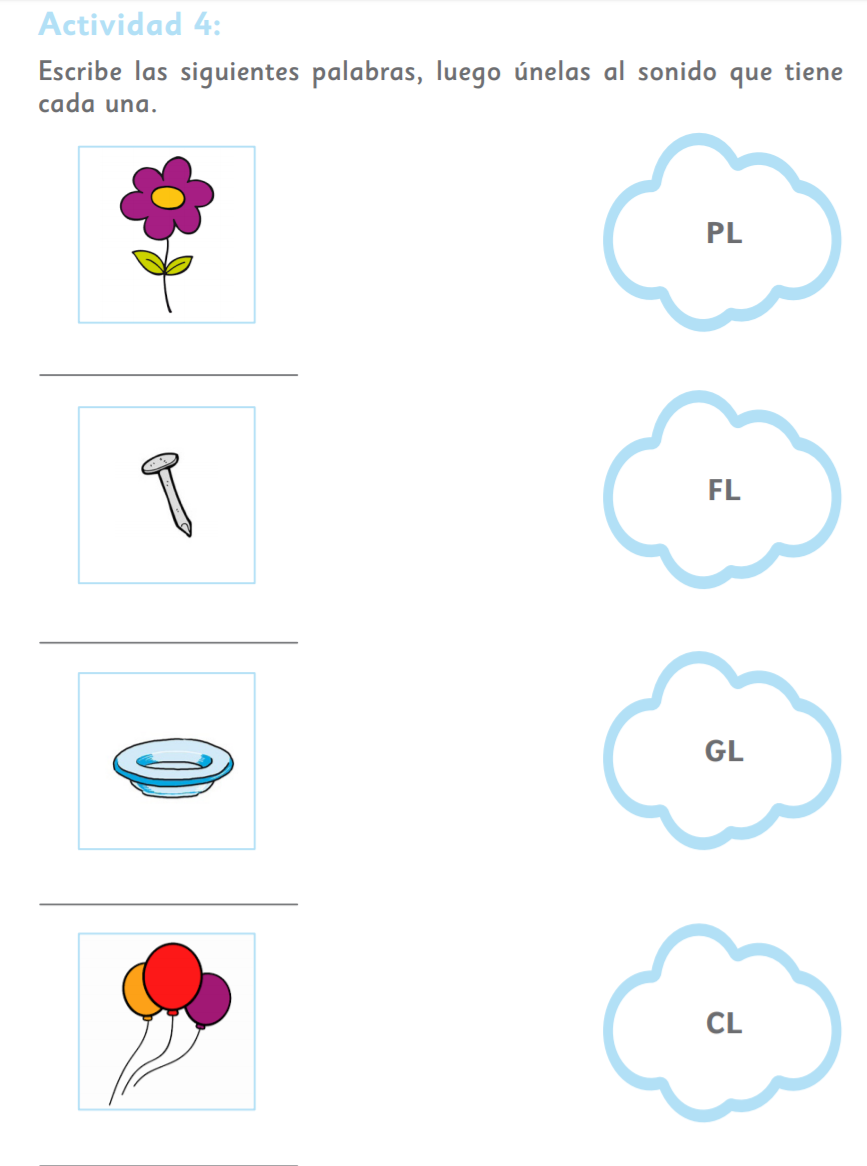 Actividad 4:
Escribe las siguientes palabras, luego únelas al sonido que tiene
cada una.
PL
FL
GL
CL